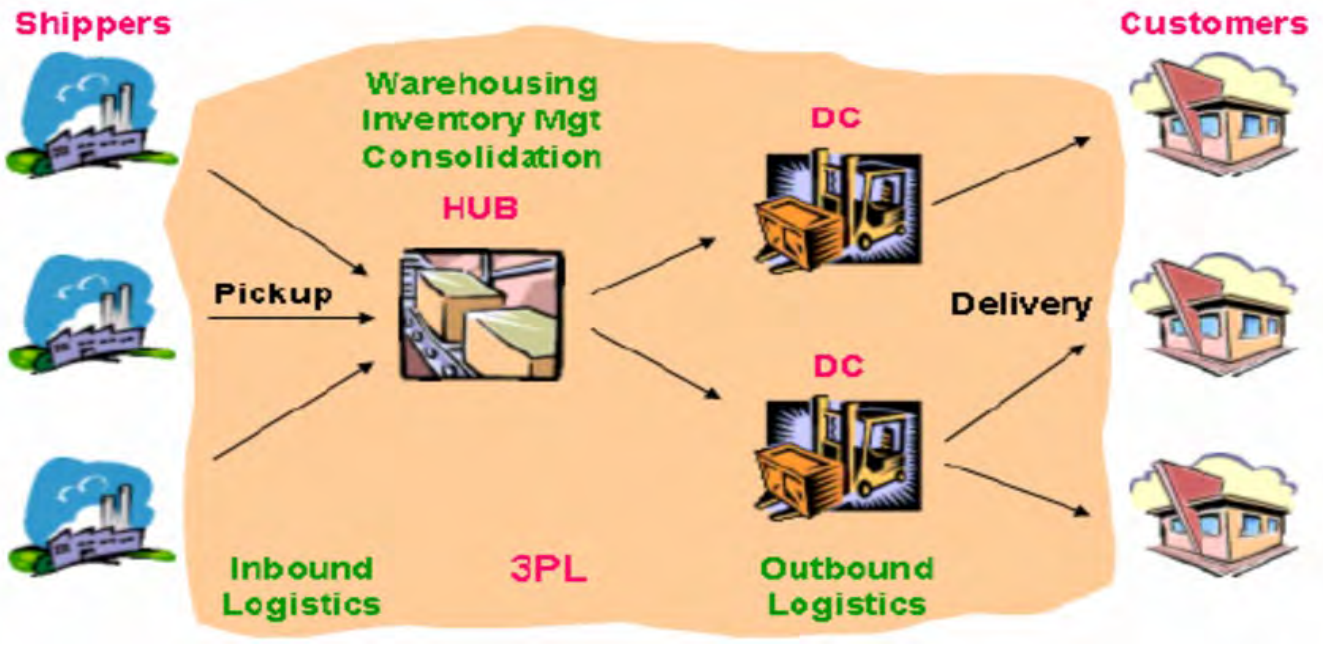 Shippers
Customers
Warehousing
Inventory Mgt
Consolidation
HUB
DC
Pickup
Delivery
DC
Inbound
Logistics
3PL
Outbound
Logistics